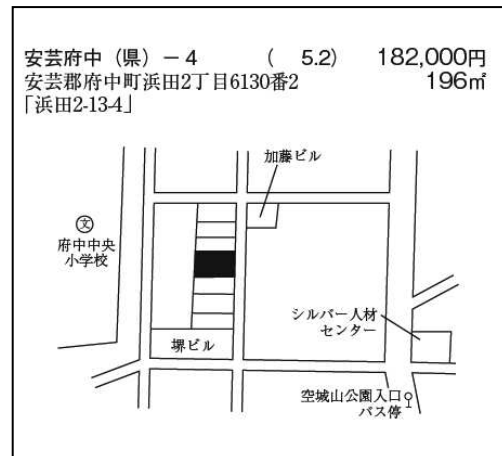 安芸府中（県）－4　（　5.2）　182,000円
安芸郡府中町浜田2丁目6130番2　196㎡
「浜田2-13-4」
加藤ビル
文
府中中央
小学校
シルバー人材
センター
堺ビル
空城山公園入口
バス停